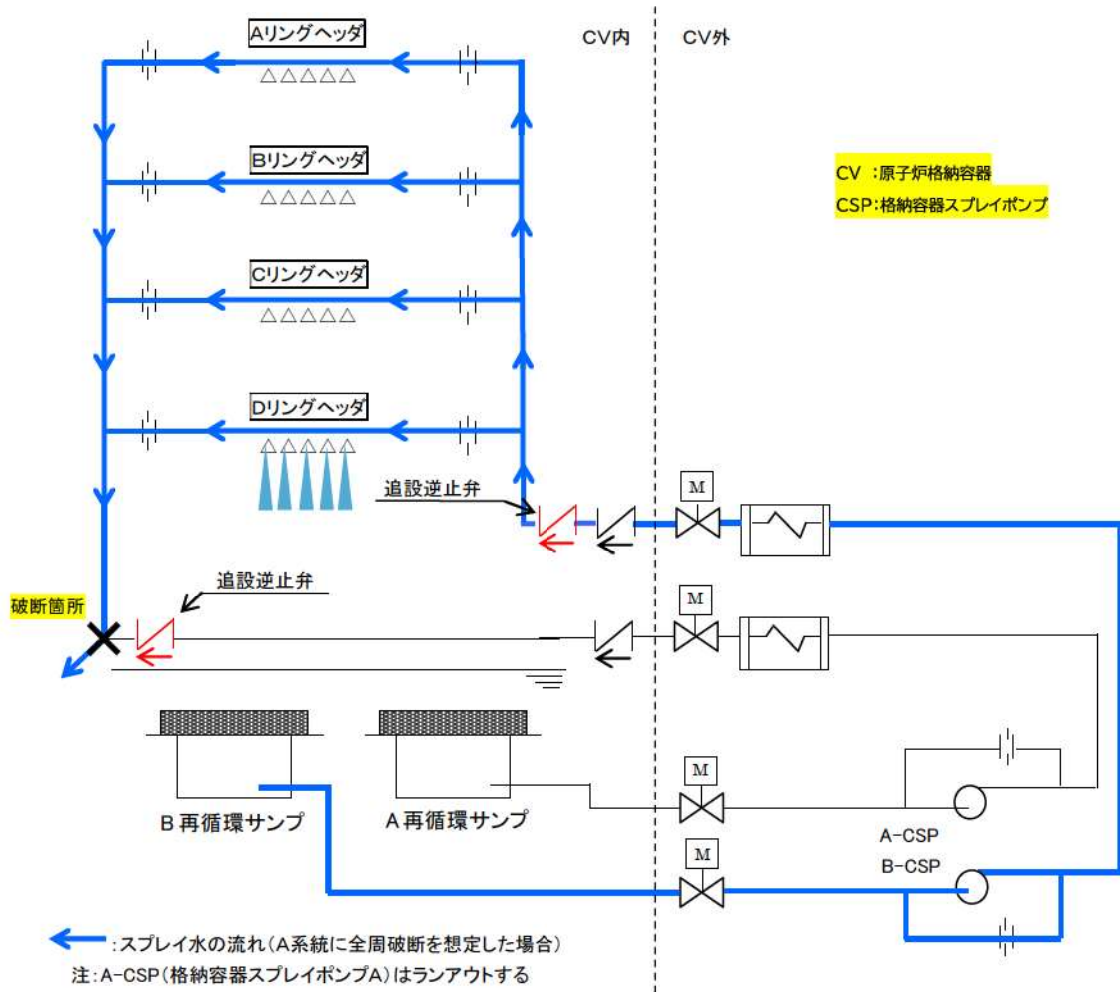 Aリングヘッダ
CV内
CV外
Bリングヘッダ
CV :原子炉格納容器
CSP:格納容器スプレイポンプ
Cリングヘッダ
Dリングヘッダ
追設逆止弁
M
追設逆止弁
M
破断箇所
M
B再循環サンプ
A再循環サンプ
A-CSP
B-CSP
M
:スプレイ水の流れ(A系統に全周破断を想定した場合)
注:A-CSP(格納容器スプレイポンプA)はランアウトする